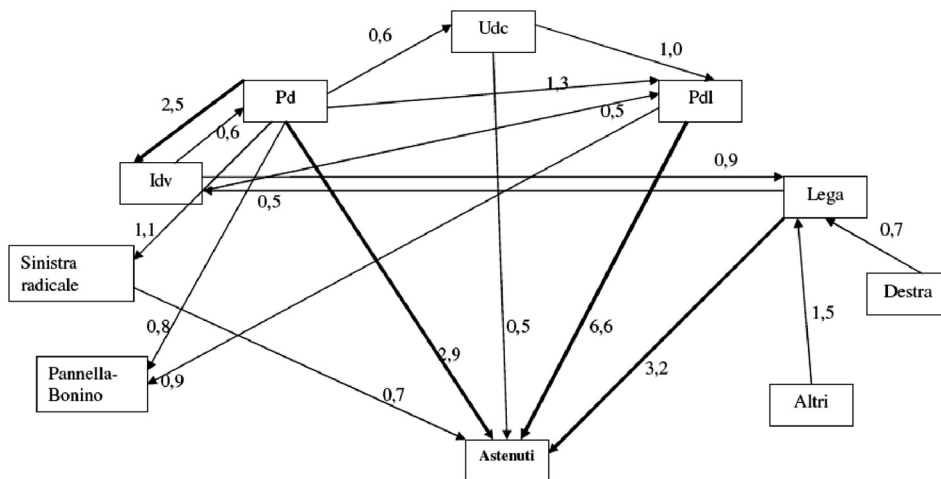 Udc
0,6
1,0
Pd
1,3
Pdl
2,5
0,6
0,5
Idv
0,9
0,5
Lega
1,1
0,7
Sinistra
radicale
Destra
0,8
0,5
6,6
1,5
2,9
3,2
Pannella-
Bonino
0,9
0,7
Altri
Astenuti